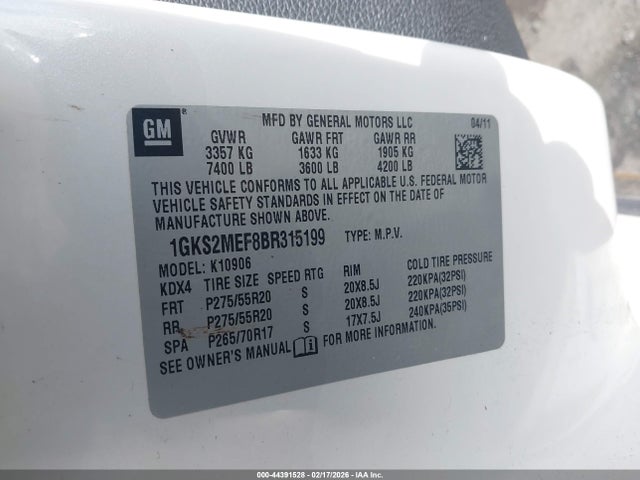 GM
MFD BY GENERAL MOTORS LLC 04/11
GVWR GAWR FRT GAWR RR
3357 KG 1633 KG 1905 KG
7400 LB 3600 LB 4200 LB
THIS VEHICLE CONFORMS TO ALL APPLICABLE U.S. FEDERAL MOTOR
VEHICLE SAFETY STANDARDS IN EFFECT ON THE DATE OF
MANUFACTURE SHOWN ABOVE.
1GKS2MEF8BR315199 TYPE: M.P.V.
MODEL: K10906
KDX4 TIRE SIZE SPEED RTG RIM COLD TIRE PRESSURE
FRT P275/55R20 S 20X8.5J 220KPA(32PSI)
RR P275/55R20 S 20X8.5J 220KPA(32PSI)
SPA P265/70R17 S 17X7.5J 240KPA(35PSI)
SEE OWNER'S MANUAL FOR MORE INFORMATION.
000-44391528 - 02/17/2026 - IAAI.COM